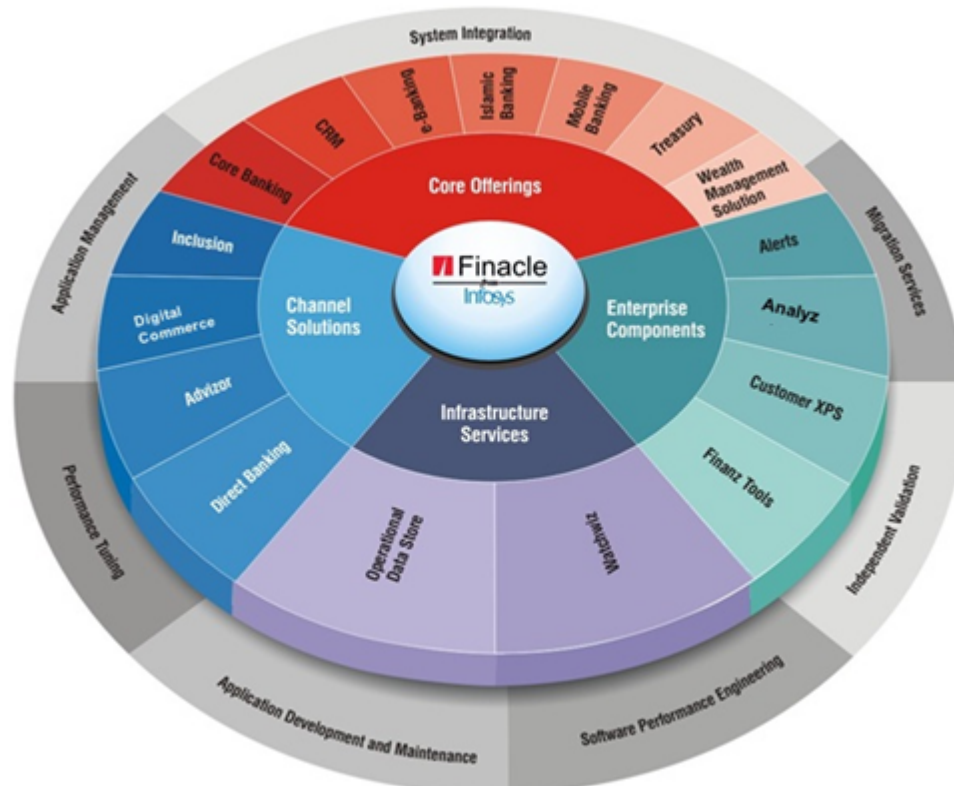 System Integration
Core Banking
CRM
e-Banking
Islamic
Banking
Mobile
Banking
Treasury
Wealth
Management
Solution
Core Offerings
Application Management
Migration Services
Inclusion
Digital
Commerce
Advizor
Direct Banking
Channel
Solutions
Finacle
from
Infosys
Enterprise
Components
Alerts
Analyz
Customer XPS
Finanz Tools
Infrastructure
Services
Operational
Data Store
Watchwiz
Performance Tuning
Independent Validation
Application Development and Maintenance
Software Performance Engineering